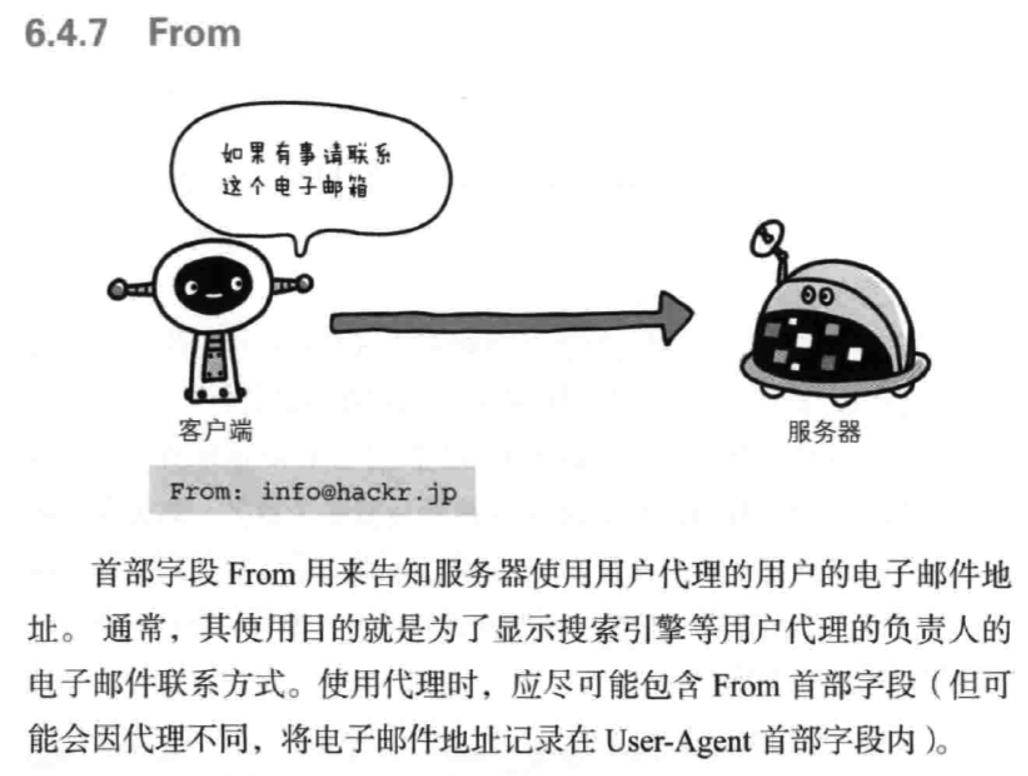 6.4.7 From
如果有事请联系
这个电子邮箱
客户端
服务器
From: info@hackr.jp
首部字段 From 用来告知服务器使用用户代理的用户的电子邮件地
址。通常，其使用目的就是为了显示搜索引擎等用户代理的负责人的
电子邮件联系方式。使用代理时，应尽可能包含 From 首部字段（但可
能会因代理不同，将电子邮件地址记录在 User-Agent 首部字段内）。